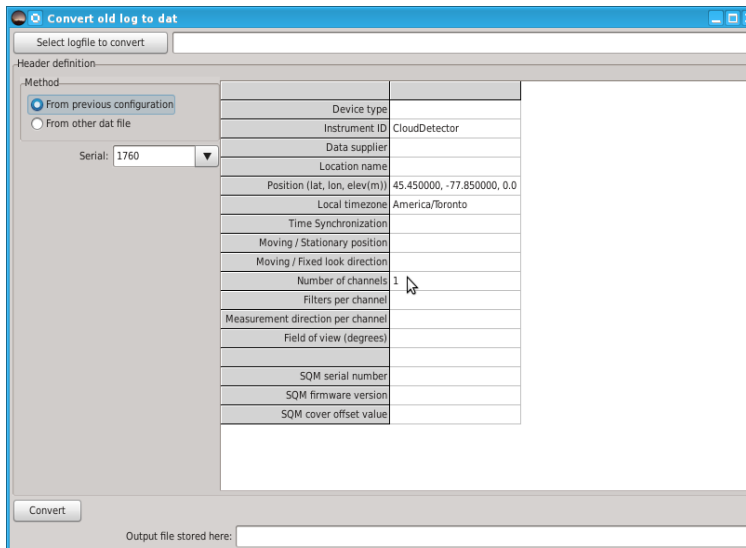 Convert old log to dat
Select logfile to convert
Header definition
Method
From previous configuration
From other dat file
Serial: 1760
Device type
Instrument ID CloudDetector
Data supplier
Location name
Position (lat, lon, elev(m)) 45.450000, -77.850000, 0.0
Local timezone America/Toronto
Time Synchronization
Moving / Stationary position
Moving / Fixed look direction
Number of channels 1
Filters per channel
Measurement direction per channel
Field of view (degrees)
SQM serial number
SQM firmware version
SQM cover offset value
Convert
Output file stored here: